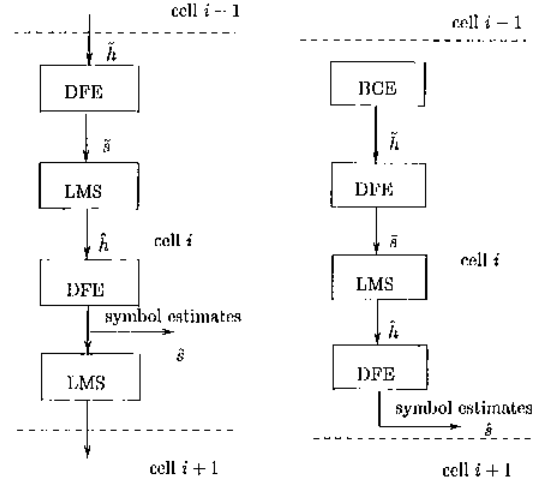 cell i − 1
h̃
DFE
s̃
LMS
ĥ
cell i
DFE
symbol estimates
ŝ
LMS
cell i + 1
cell i − 1
BCE
h̃
DFE
s̃
cell i
LMS
ĥ
DFE
symbol estimates
ŝ
cell i + 1